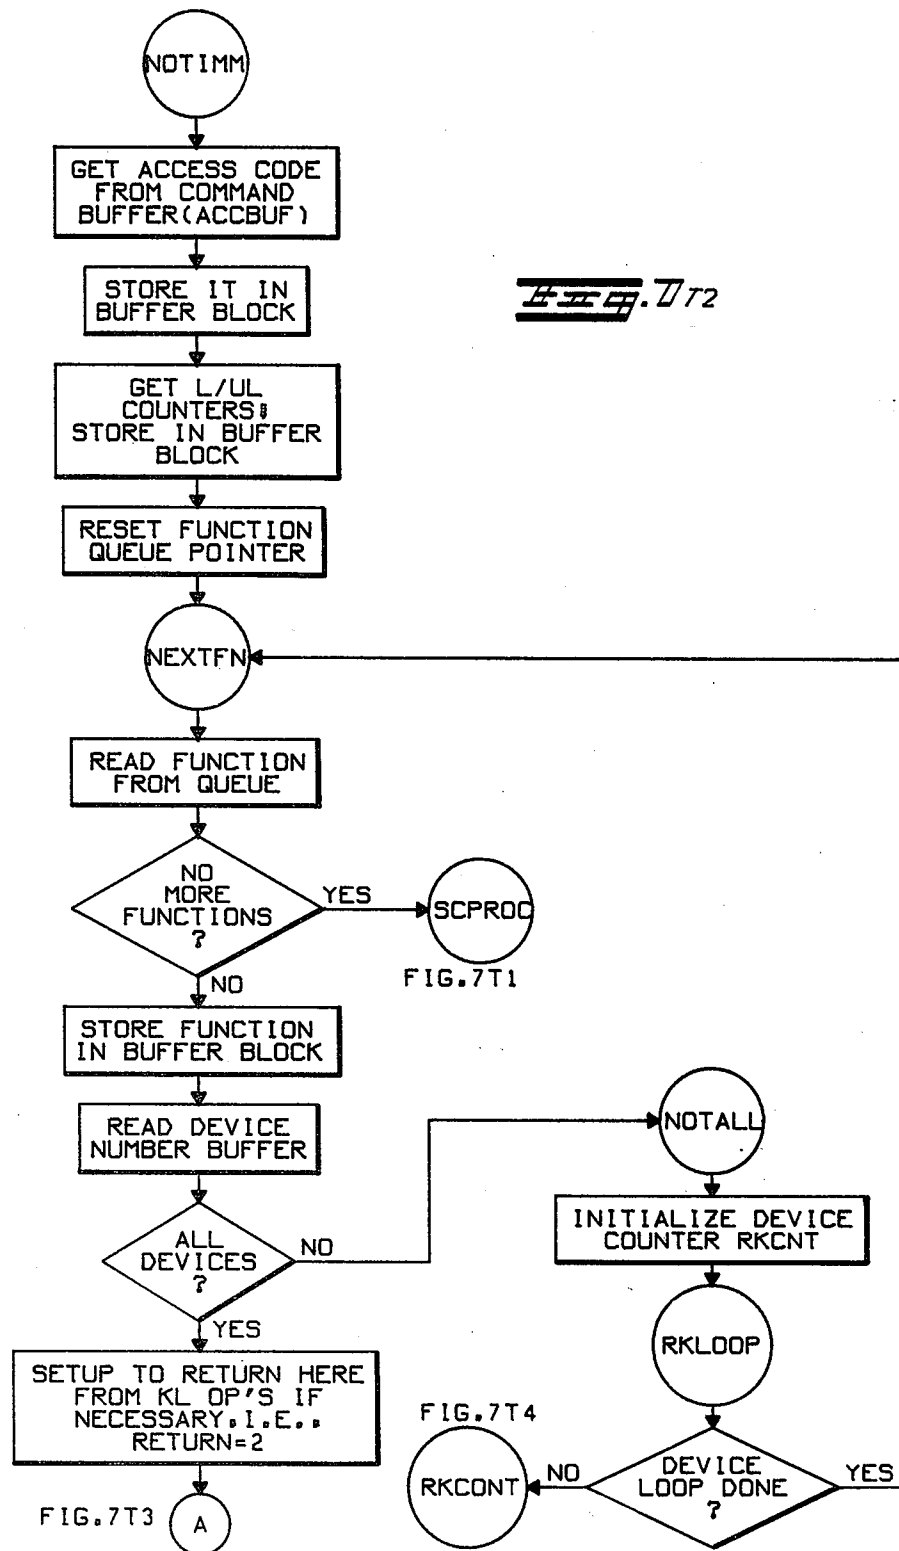 NOTIMM
GET ACCESS CODE
FROM COMMAND
BUFFER(ACCBUF)
STORE IT IN
BUFFER BLOCK
Fig. 7T2
GET L/UL
COUNTERS;
STORE IN BUFFER
BLOCK
RESET FUNCTION
QUEUE POINTER
NEXTFN
READ FUNCTION
FROM QUEUE
NO
MORE
FUNCTIONS
?
YES
SCPROC
FIG.7T1
NO
STORE FUNCTION
IN BUFFER BLOCK
READ DEVICE
NUMBER BUFFER
ALL
DEVICES
?
NO
YES
SETUP TO RETURN HERE
FROM KL OP'S IF
NECESSARY,I.E.,
RETURN=2
FIG.7T3
A
NOTALL
INITIALIZE DEVICE
COUNTER RKCNT
RKLOOP
DEVICE
LOOP DONE
?
NO
YES
FIG.7T4
RKCONT